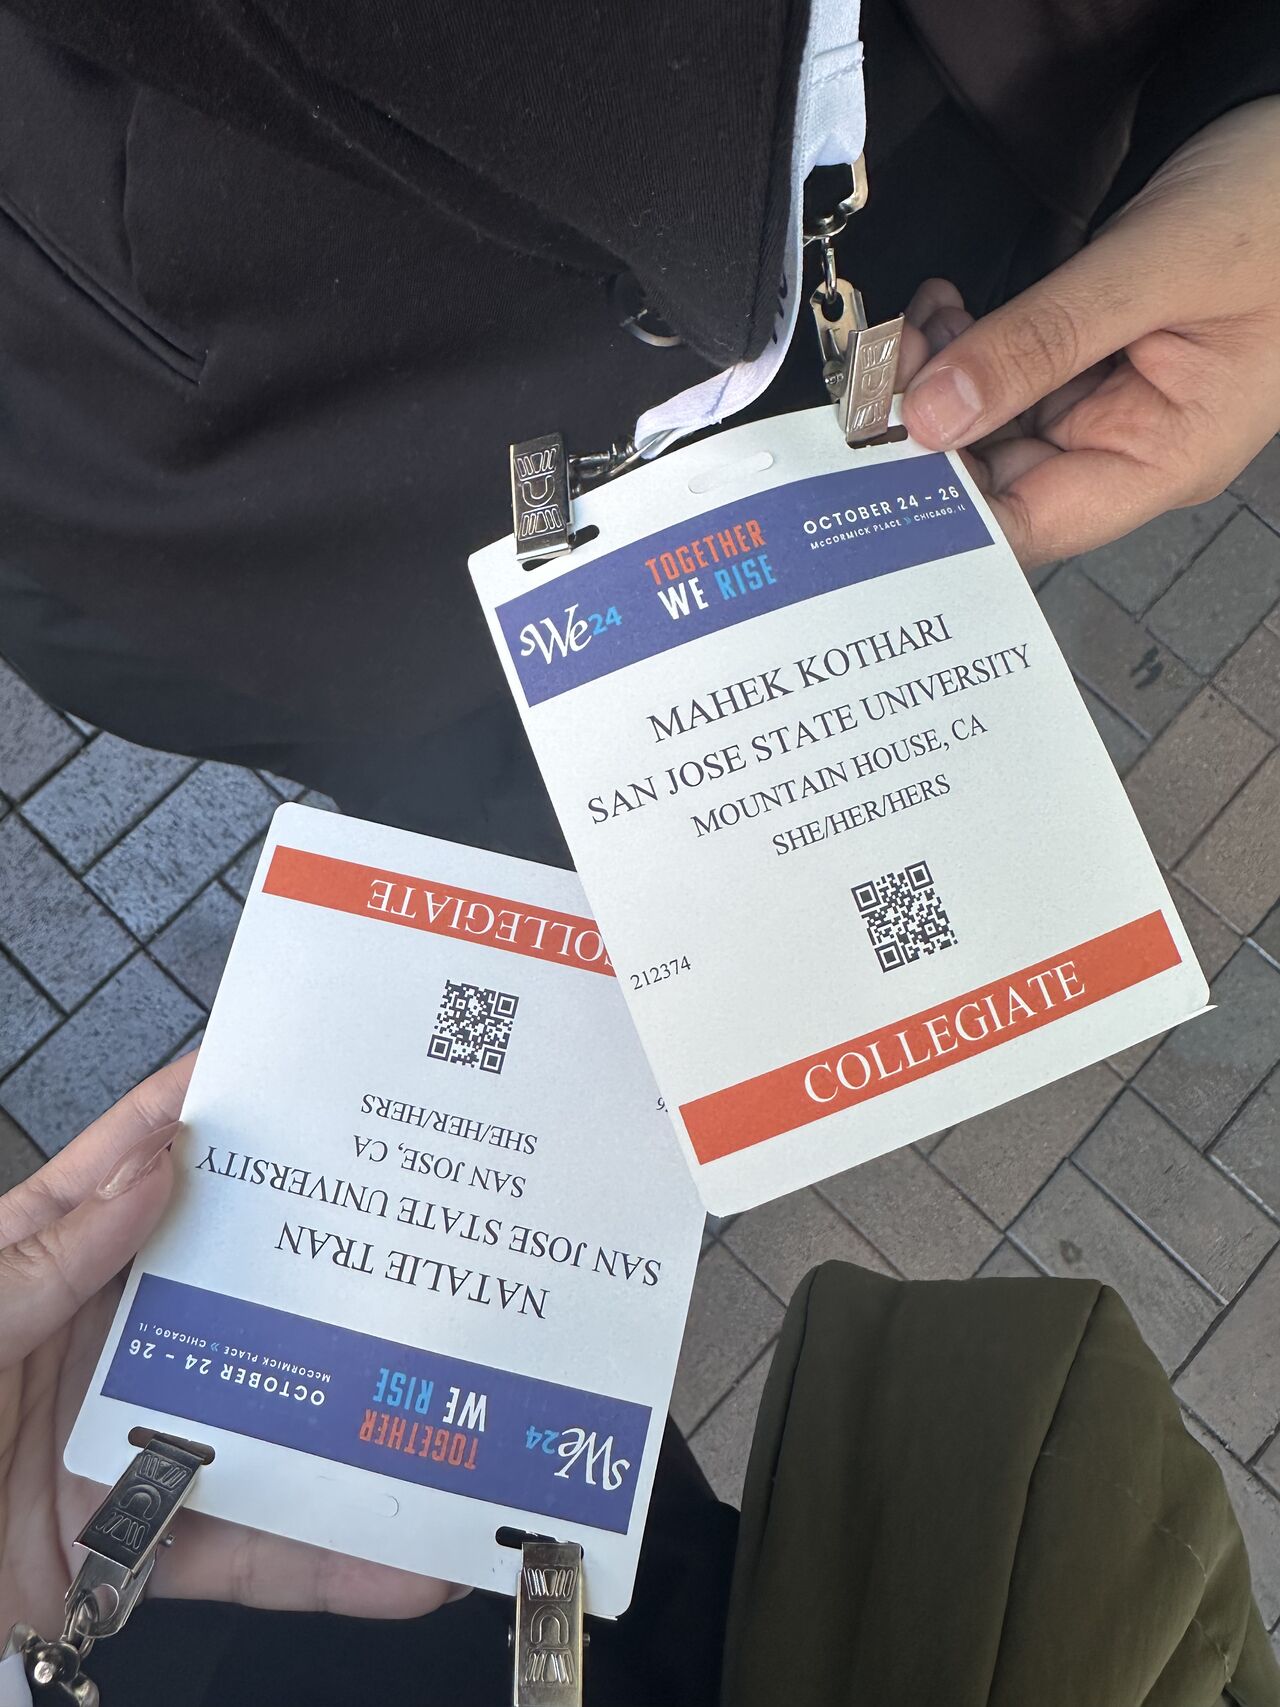 sWe24
TOGETHER
WE RISE
OCTOBER 24 - 26
McCORMICK PLACE » CHICAGO, IL
MAHEK KOTHARI
SAN JOSE STATE UNIVERSITY
MOUNTAIN HOUSE, CA
SHE/HER/HERS
212374
COLLEGIATE
sWe24
TOGETHER
WE RISE
OCTOBER 24 - 26
McCORMICK PLACE » CHICAGO, IL
NATALIE TRAN
SAN JOSE STATE UNIVERSITY
SAN JOSE, CA
SHE/HER/HERS
COLLEGIATE